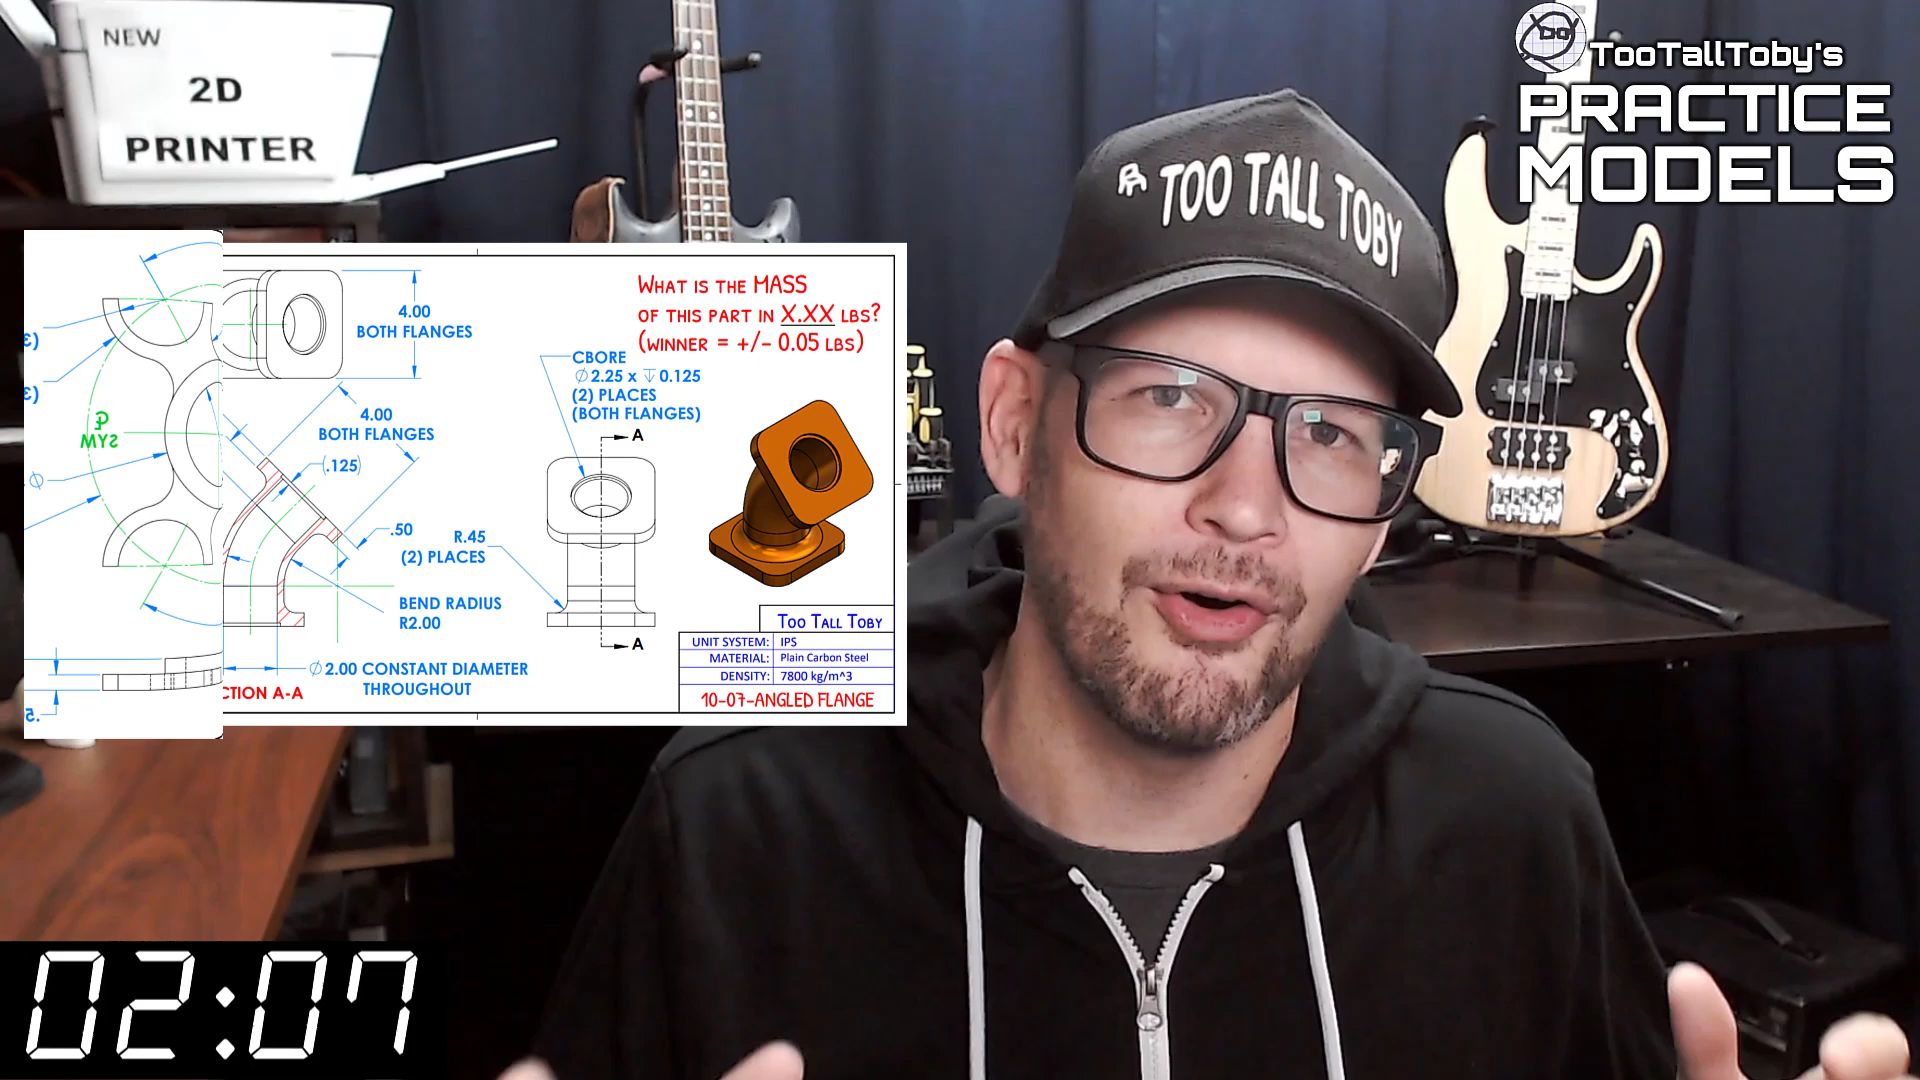 NEW
2D
PRINTER
TooTallToby's
PRACTICE
MODELS
TOO TALL TOBY
WHAT IS THE MASS
OF THIS PART IN X.XX LBS?
(WINNER = +/- 0.05 LBS)
4.00
BOTH FLANGES
CBORE
⌀2.25 x ↧0.125
(2) PLACES
(BOTH FLANGES)
A
4.00
BOTH FLANGES
(.125)
SYM
.50
R.45
(2) PLACES
BEND RADIUS
R2.00
A
⌀2.00 CONSTANT DIAMETER
THROUGHOUT
CTION A-A
TOO TALL TOBY
UNIT SYSTEM: IPS
MATERIAL: Plain Carbon Steel
DENSITY: 7800 kg/m^3
10-07-ANGLED FLANGE
02:07